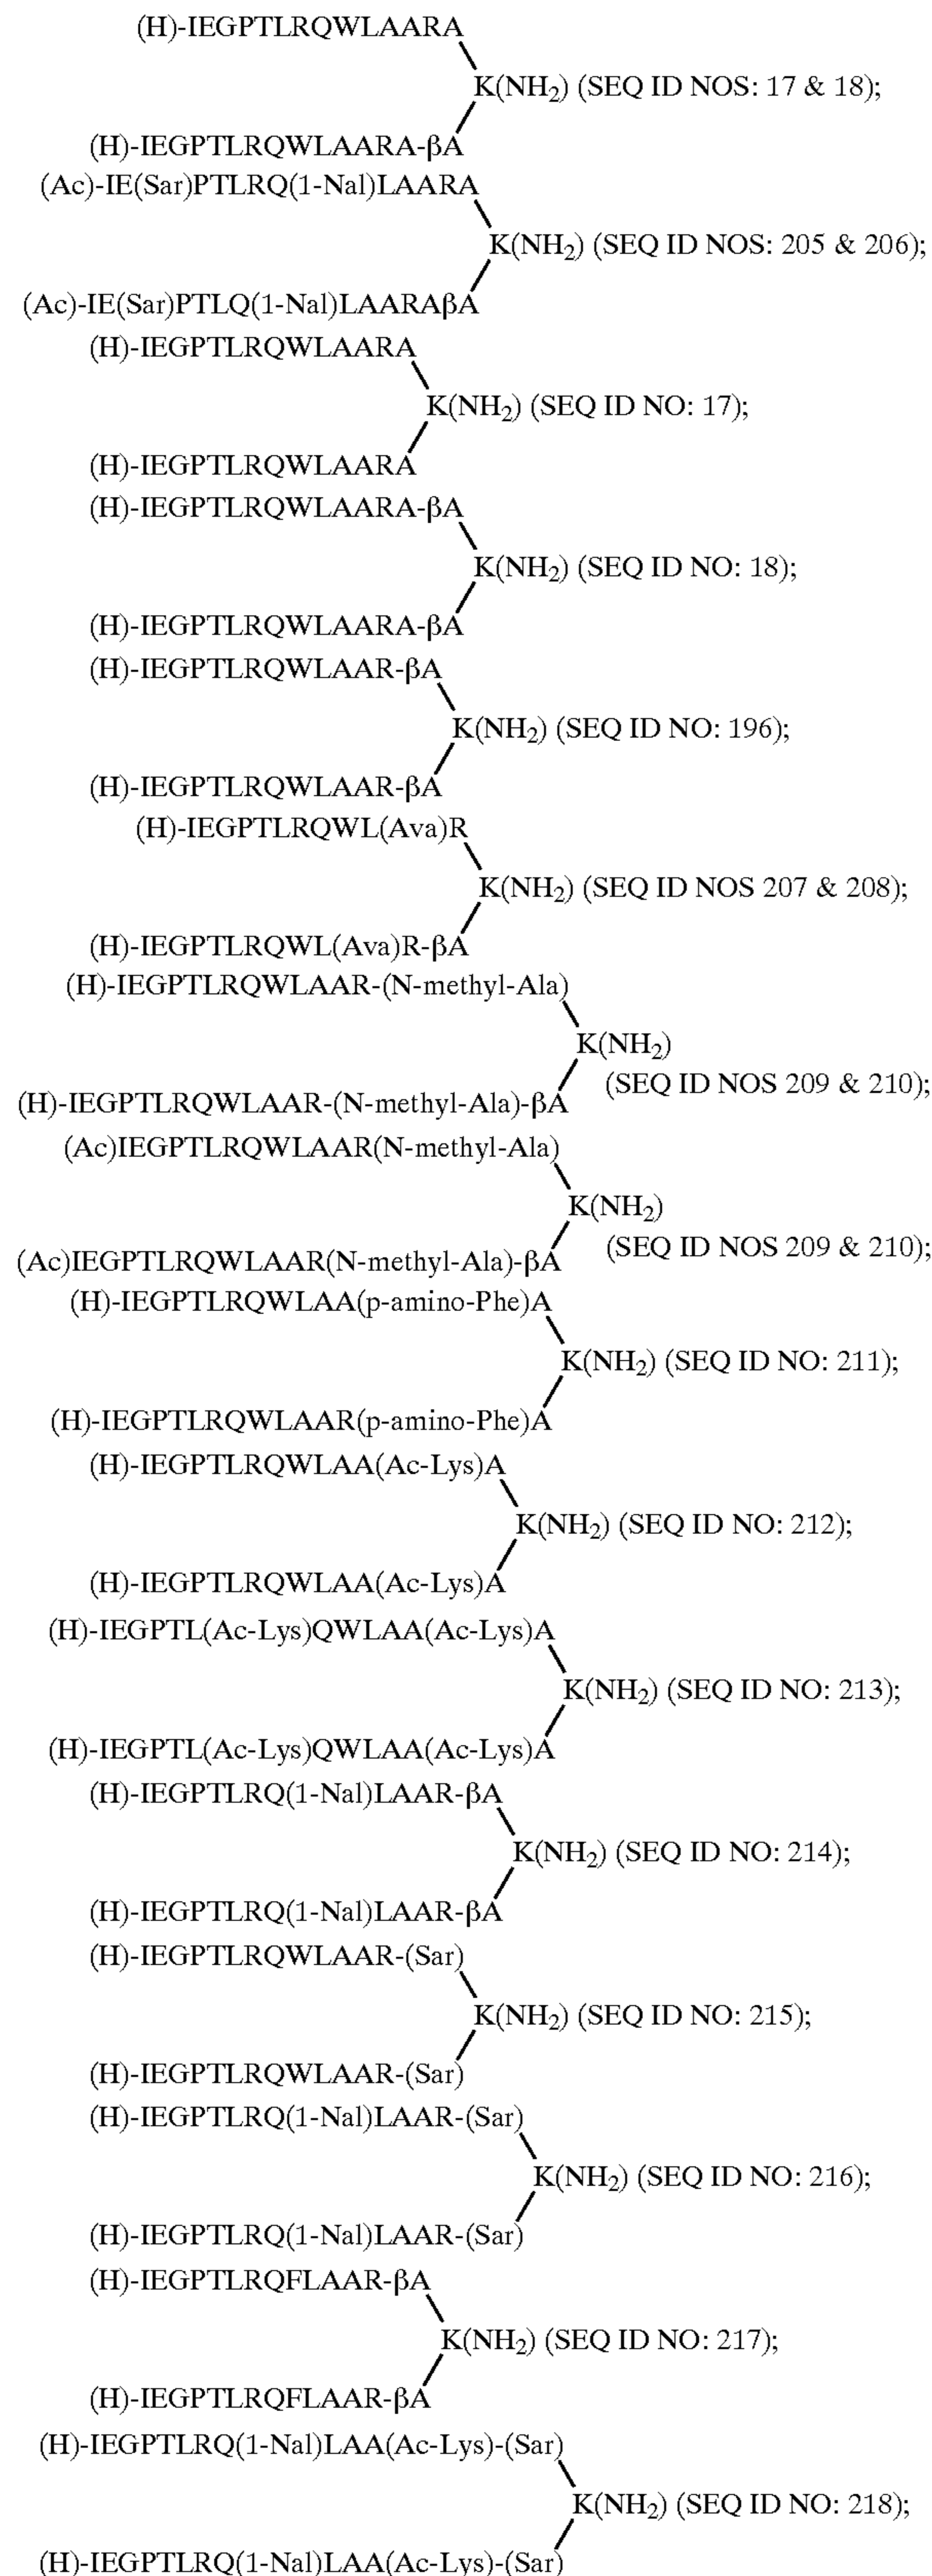 (H)-IEGPTLRQWLAARA
K(NH₂) (SEQ ID NOS: 17 & 18);
(H)-IEGPTLRQWLAARA-βA
(Ac)-IE(Sar)PTLRQ(1-Nal)LAARA
K(NH₂) (SEQ ID NOS: 205 & 206);
(Ac)-IE(Sar)PTLQ(1-Nal)LAARAβA
(H)-IEGPTLRQWLAARA
K(NH₂) (SEQ ID NO: 17);
(H)-IEGPTLRQWLAARA
(H)-IEGPTLRQWLAARA-βA
K(NH₂) (SEQ ID NO: 18);
(H)-IEGPTLRQWLAARA-βA
(H)-IEGPTLRQWLAAR-βA
K(NH₂) (SEQ ID NO: 196);
(H)-IEGPTLRQWLAAR-βA
(H)-IEGPTLRQWL(Ava)R
K(NH₂) (SEQ ID NOS 207 & 208);
(H)-IEGPTLRQWL(Ava)R-βA
(H)-IEGPTLRQWLAAR-(N-methyl-Ala)
K(NH₂)
(SEQ ID NOS 209 & 210);
(H)-IEGPTLRQWLAAR-(N-methyl-Ala)-βA
(Ac)IEGPTLRQWLAAR(N-methyl-Ala)
K(NH₂)
(SEQ ID NOS 209 & 210);
(Ac)IEGPTLRQWLAAR(N-methyl-Ala)-βA
(H)-IEGPTLRQWLAA(p-amino-Phe)A
K(NH₂) (SEQ ID NO: 211);
(H)-IEGPTLRQWLAAR(p-amino-Phe)A
(H)-IEGPTLRQWLAA(Ac-Lys)A
K(NH₂) (SEQ ID NO: 212);
(H)-IEGPTLRQWLAA(Ac-Lys)A
(H)-IEGPTL(Ac-Lys)QWLAA(Ac-Lys)A
K(NH₂) (SEQ ID NO: 213);
(H)-IEGPTL(Ac-Lys)QWLAA(Ac-Lys)A
(H)-IEGPTLRQ(1-Nal)LAAR-βA
K(NH₂) (SEQ ID NO: 214);
(H)-IEGPTLRQ(1-Nal)LAAR-βA
(H)-IEGPTLRQWLAAR-(Sar)
K(NH₂) (SEQ ID NO: 215);
(H)-IEGPTLRQWLAAR-(Sar)
(H)-IEGPTLRQ(1-Nal)LAAR-(Sar)
K(NH₂) (SEQ ID NO: 216);
(H)-IEGPTLRQ(1-Nal)LAAR-(Sar)
(H)-IEGPTLRQFLAAR-βA
K(NH₂) (SEQ ID NO: 217);
(H)-IEGPTLRQFLAAR-βA
(H)-IEGPTLRQ(1-Nal)LAA(Ac-Lys)-(Sar)
K(NH₂) (SEQ ID NO: 218);
(H)-IEGPTLRQ(1-Nal)LAA(Ac-Lys)-(Sar)